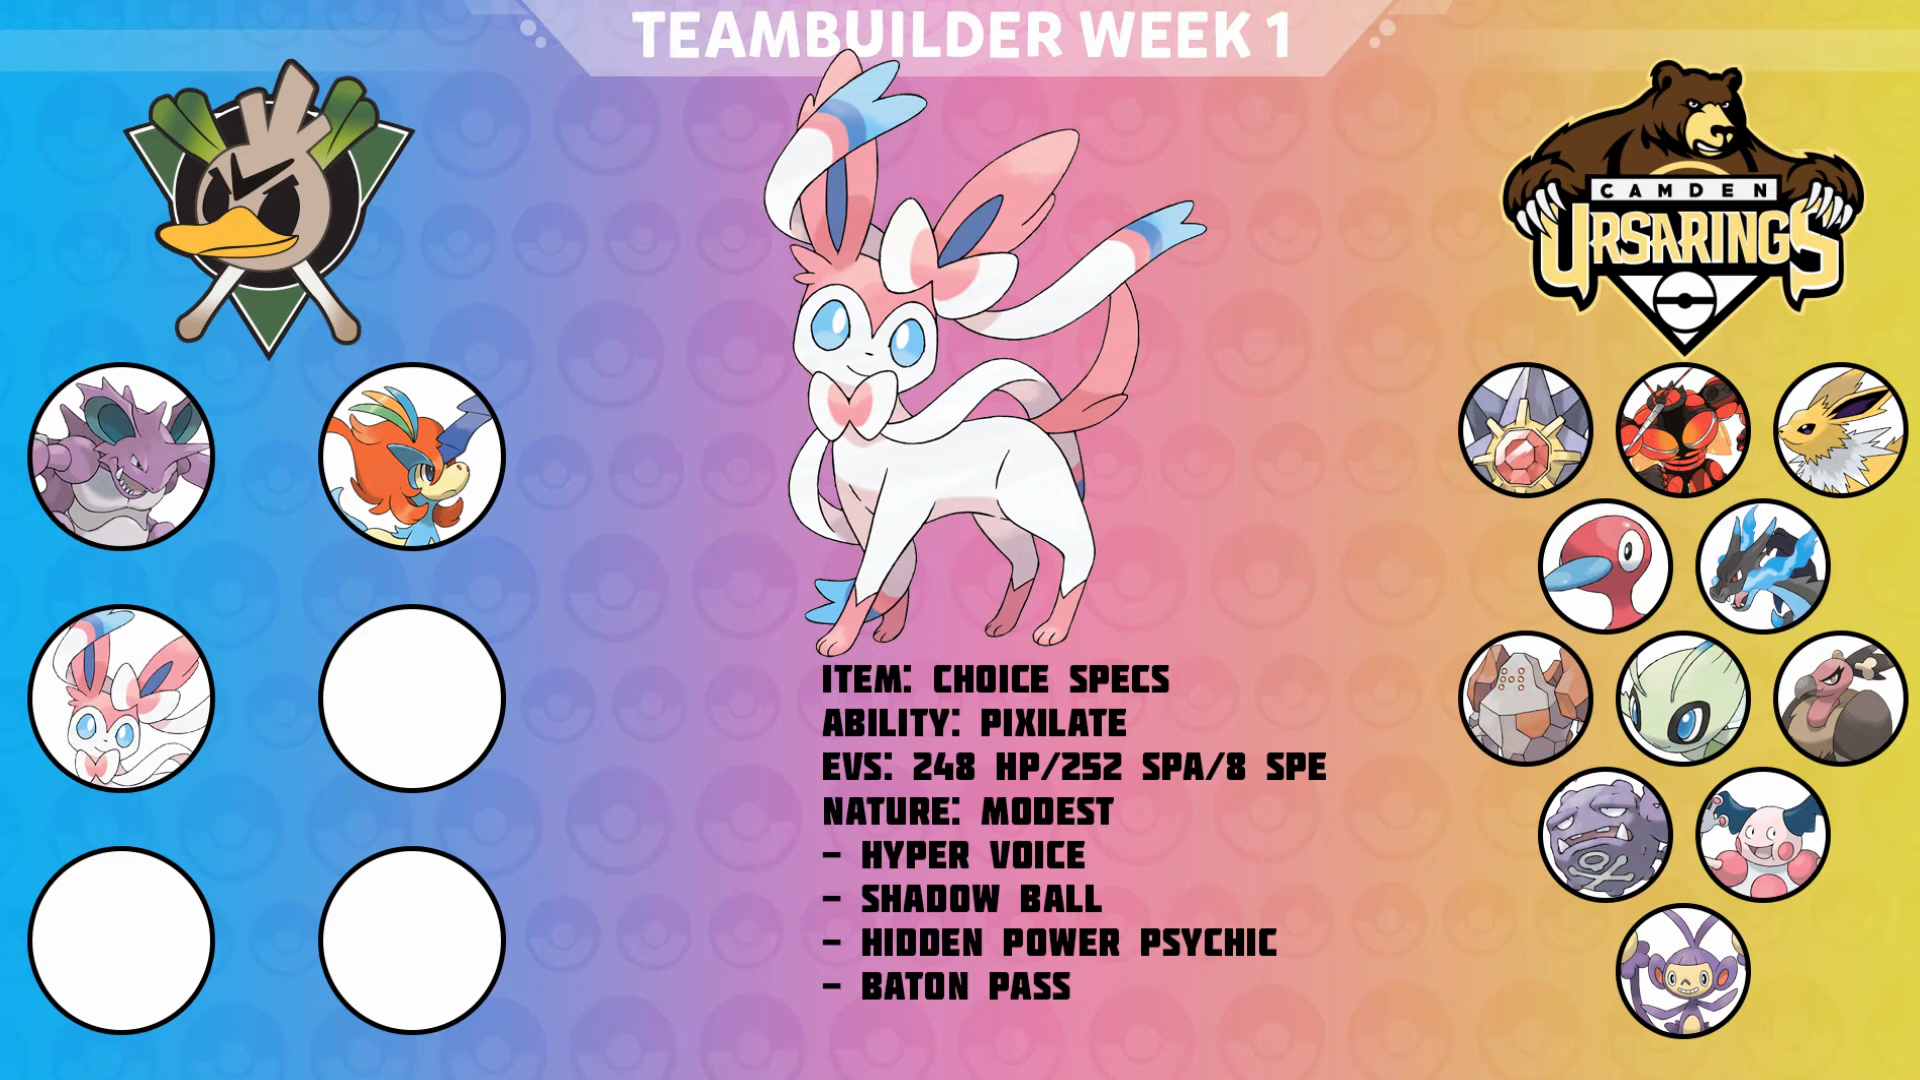 TEAMBUILDER WEEK 1
CAMDEN
URSARINGS
ITEM: CHOICE SPECS
ABILITY: PIXILATE
EVS: 248 HP/252 SPA/8 SPE
NATURE: MODEST
- HYPER VOICE
- SHADOW BALL
- HIDDEN POWER PSYCHIC
- BATON PASS